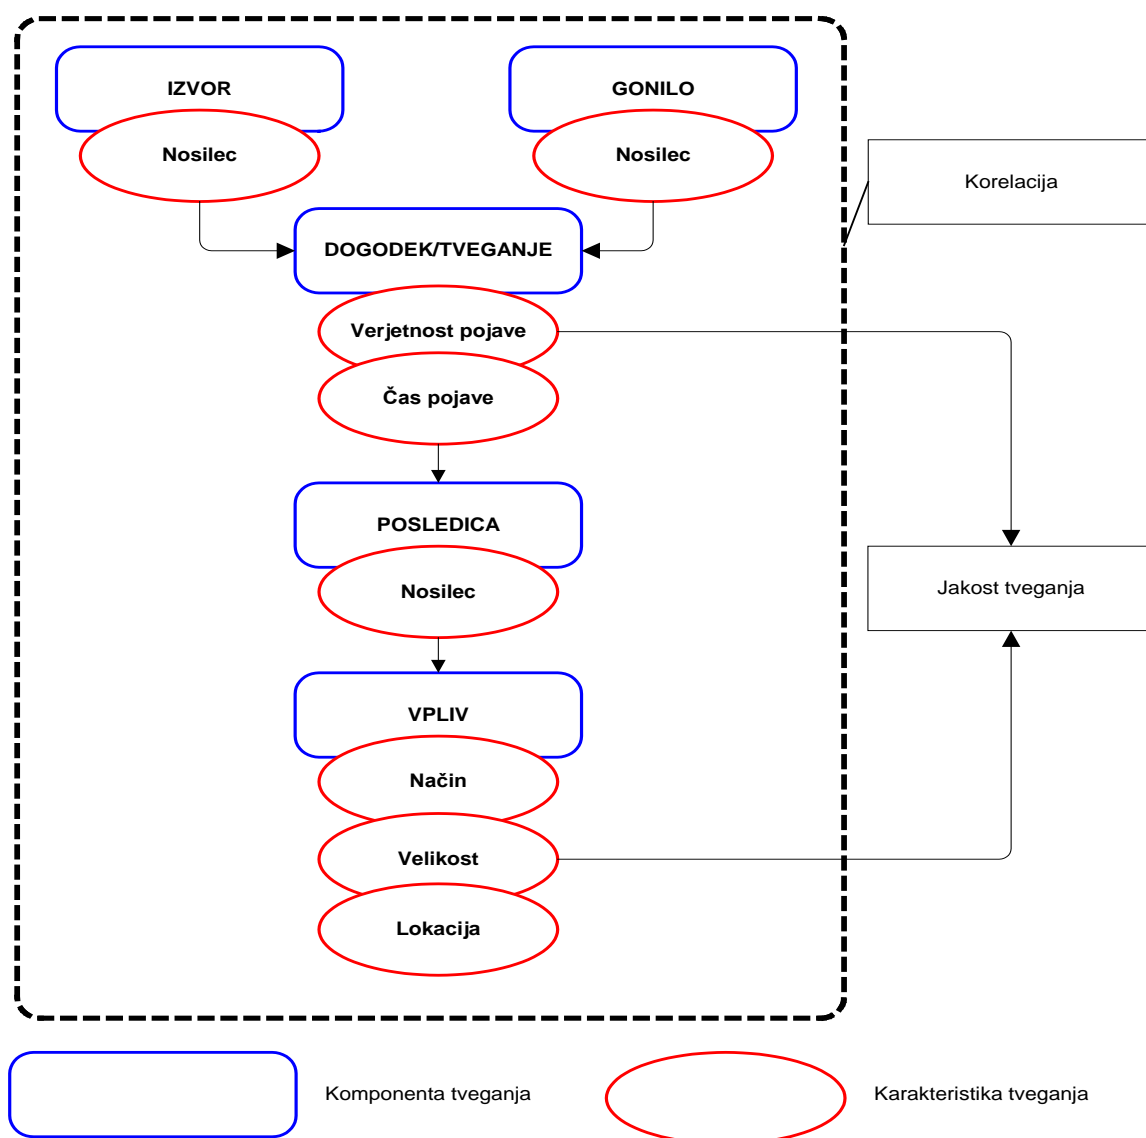 IZVOR
GONILO
Nosilec
Nosilec
Korelacija
DOGODEK/TVEGANJE
Verjetnost pojave
Čas pojave
POSLEDICA
Nosilec
Jakost tveganja
VPLIV
Način
Velikost
Lokacija
Komponenta tveganja
Karakteristika tveganja